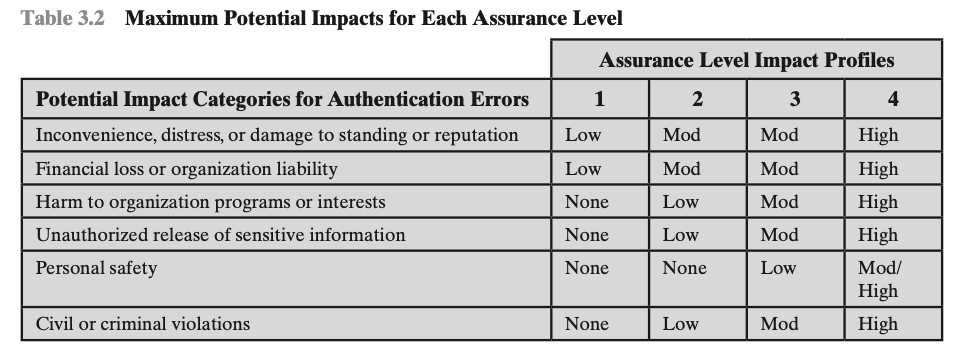 Table 3.2 Maximum Potential Impacts for Each Assurance Level
Assurance Level Impact Profiles
Potential Impact Categories for Authentication Errors 1 2 3 4
Inconvenience, distress, or damage to standing or reputation Low Mod Mod High
Financial loss or organization liability Low Mod Mod High
Harm to organization programs or interests None Low Mod High
Unauthorized release of sensitive information None Low Mod High
Personal safety None None Low Mod/
High
Civil or criminal violations None Low Mod High